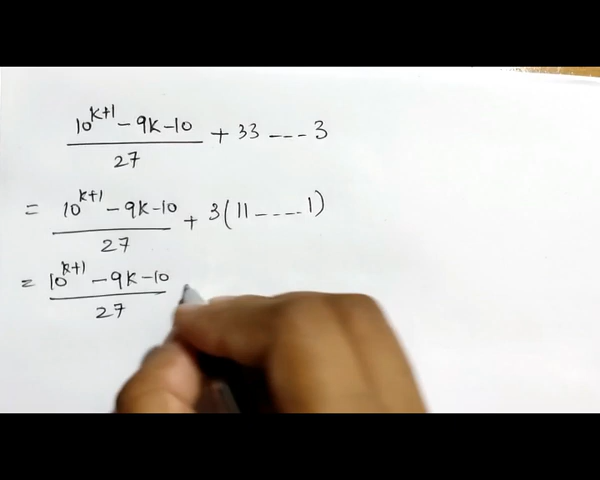 10^{k+1} - 9k - 10 / 27 + 33 --- 3
= 10^{k+1} - 9k - 10 / 27 + 3(11 ---- 1)
= 10^{k+1} - 9k - 10 / 27